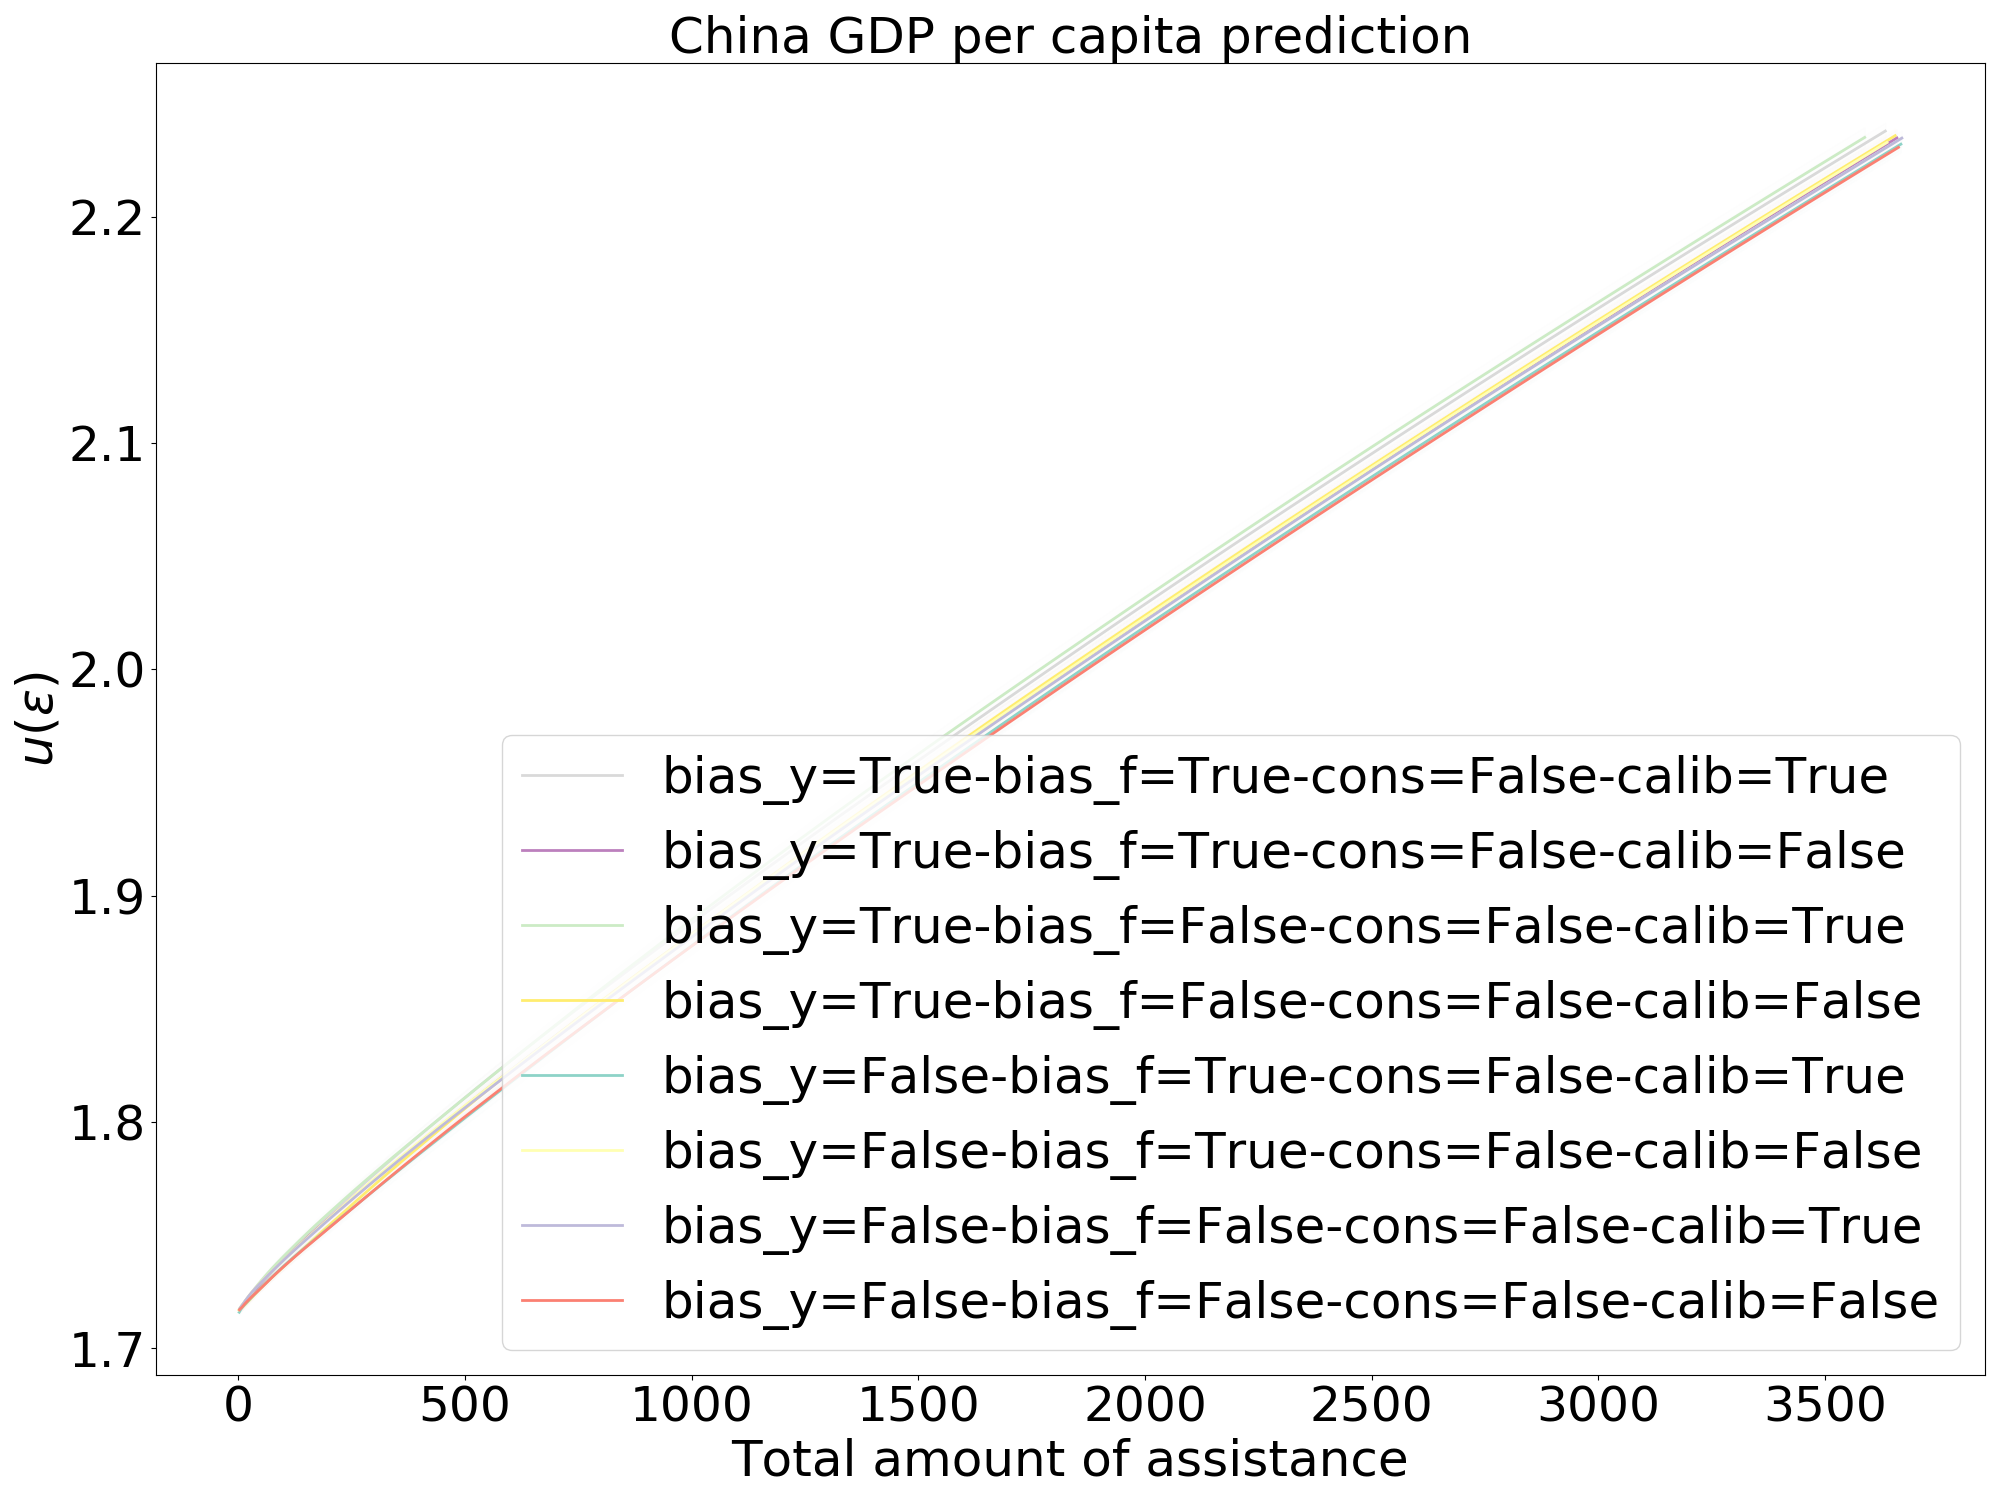 China GDP per capita prediction
u(ε)
2.2
2.1
2.0
1.9
1.8
1.7
bias_y=True-bias_f=True-cons=False-calib=True
bias_y=True-bias_f=True-cons=False-calib=False
bias_y=True-bias_f=False-cons=False-calib=True
bias_y=True-bias_f=False-cons=False-calib=False
bias_y=False-bias_f=True-cons=False-calib=True
bias_y=False-bias_f=True-cons=False-calib=False
bias_y=False-bias_f=False-cons=False-calib=True
bias_y=False-bias_f=False-cons=False-calib=False
0 500 1000 1500 2000 2500 3000 3500
Total amount of assistance